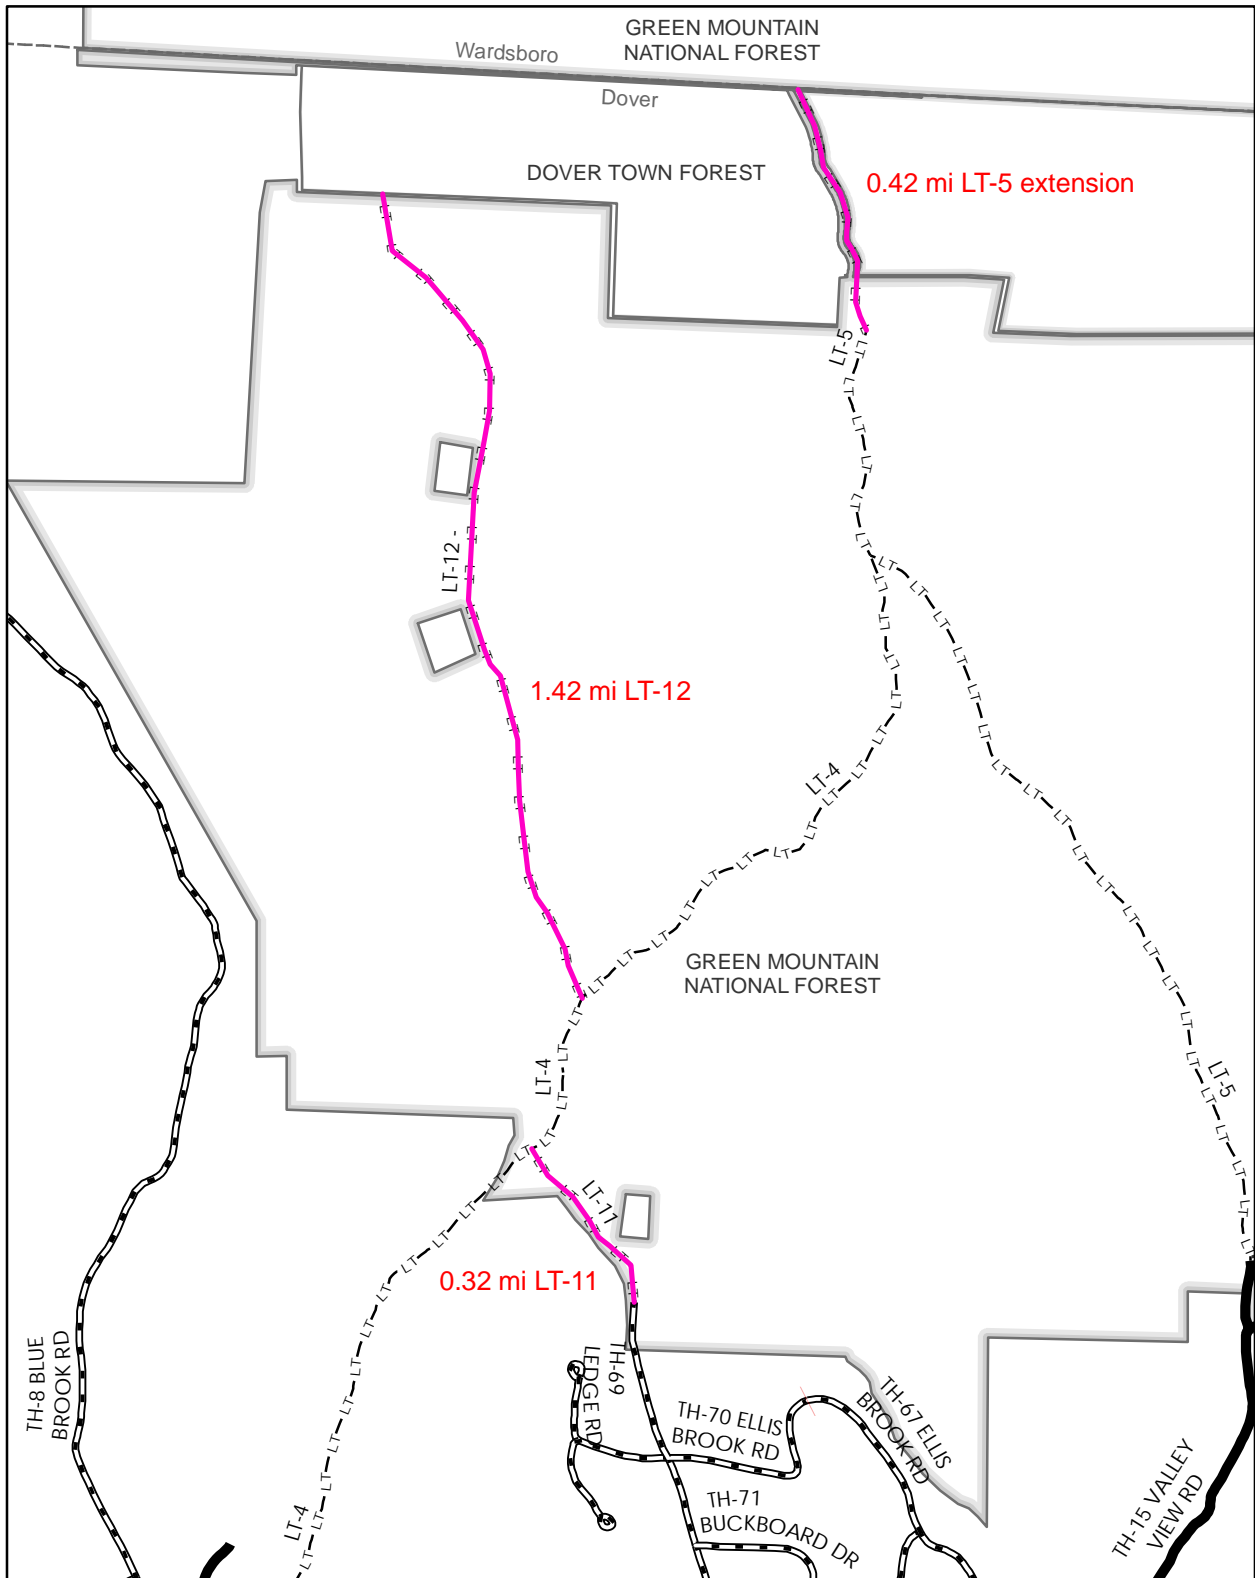 GREEN MOUNTAIN
NATIONAL FOREST
Wardsboro
Dover
DOVER TOWN FOREST
0.42 mi LT-5 extension
LT-5
LT-12 -
1.42 mi LT-12
LT-4
GREEN MOUNTAIN
NATIONAL FOREST
LT-4
LT-5
LT-11
0.32 mi LT-11
TH-8 BLUE
BROOK RD
TH-69
LEDGE RD
TH-70 ELLIS
BROOK RD
TH-67 ELLIS
BROOK RD
TH-71
BUCKBOARD DR
TH-15 VALLEY
VIEW RD
LT-4